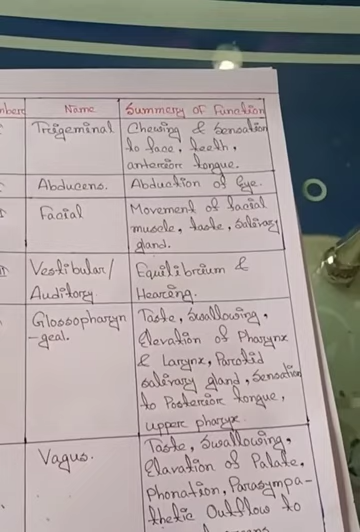 Name Summery of Function
Trigeminal Chewing & Sensation
to face, teeth,
anterior tongue.
Abducens. Abduction of Eye.
Facial Movement of facial
muscle, taste, salivary
gland.
Vestibular/ Equilibrium &
Auditory. Hearing.
Glossopharyn Taste, Swallowing,
-geal. Elevation of Pharynx
& Larynx, Parotid
salivary gland, Sensation
to Posterior tongue,
upper pharyx.
Vagus. Taste, Swallowing,
Elavation of Palate,
Phonation, Parasympa-
thetic Outflow to